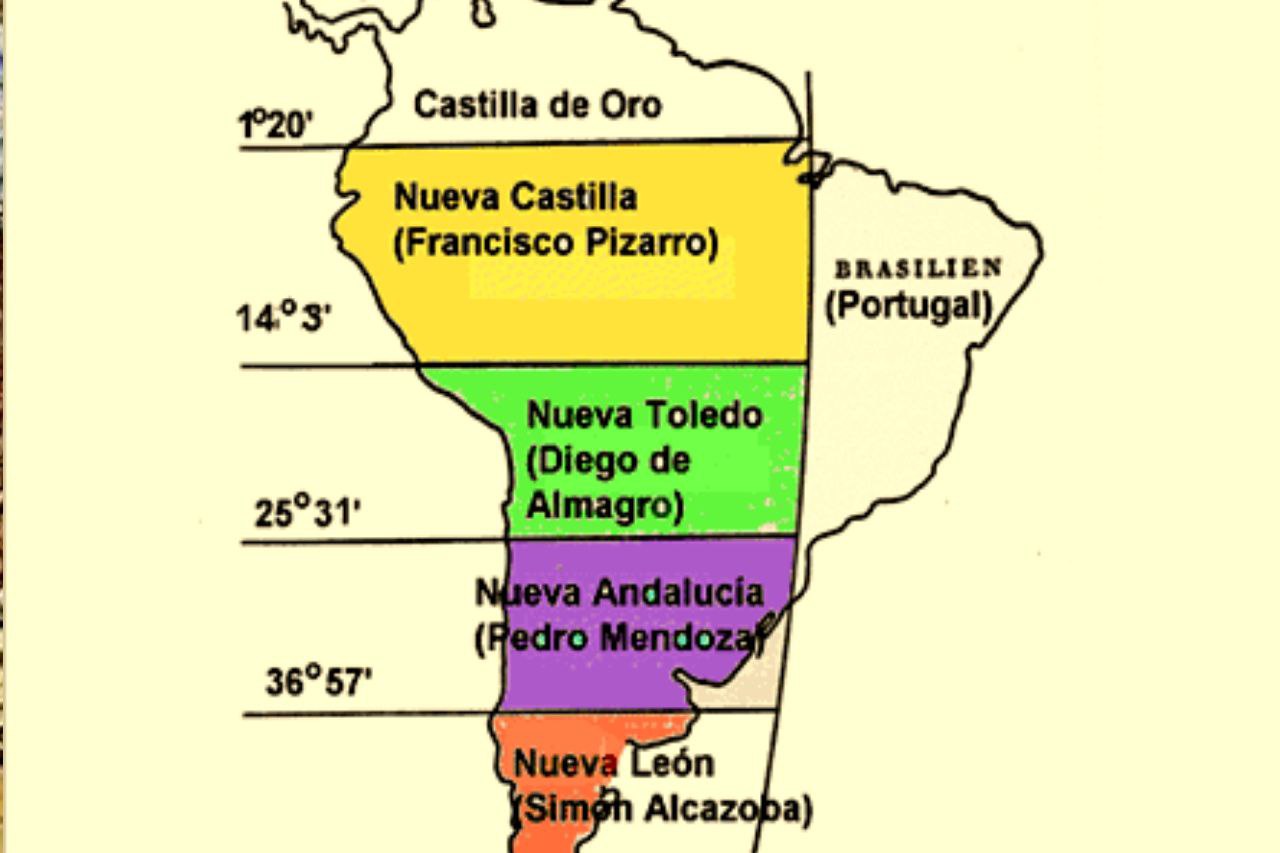 Castilla de Oro
1°20'
Nueva Castilla
(Francisco Pizarro)
BRASILIEN
(Portugal)
14°3'
Nueva Toledo
(Diego de
Almagro)
25°31'
Nueva Andalucía
(Pedro Mendoza)
36°57'
Nueva León
(Simón Alcazoba)